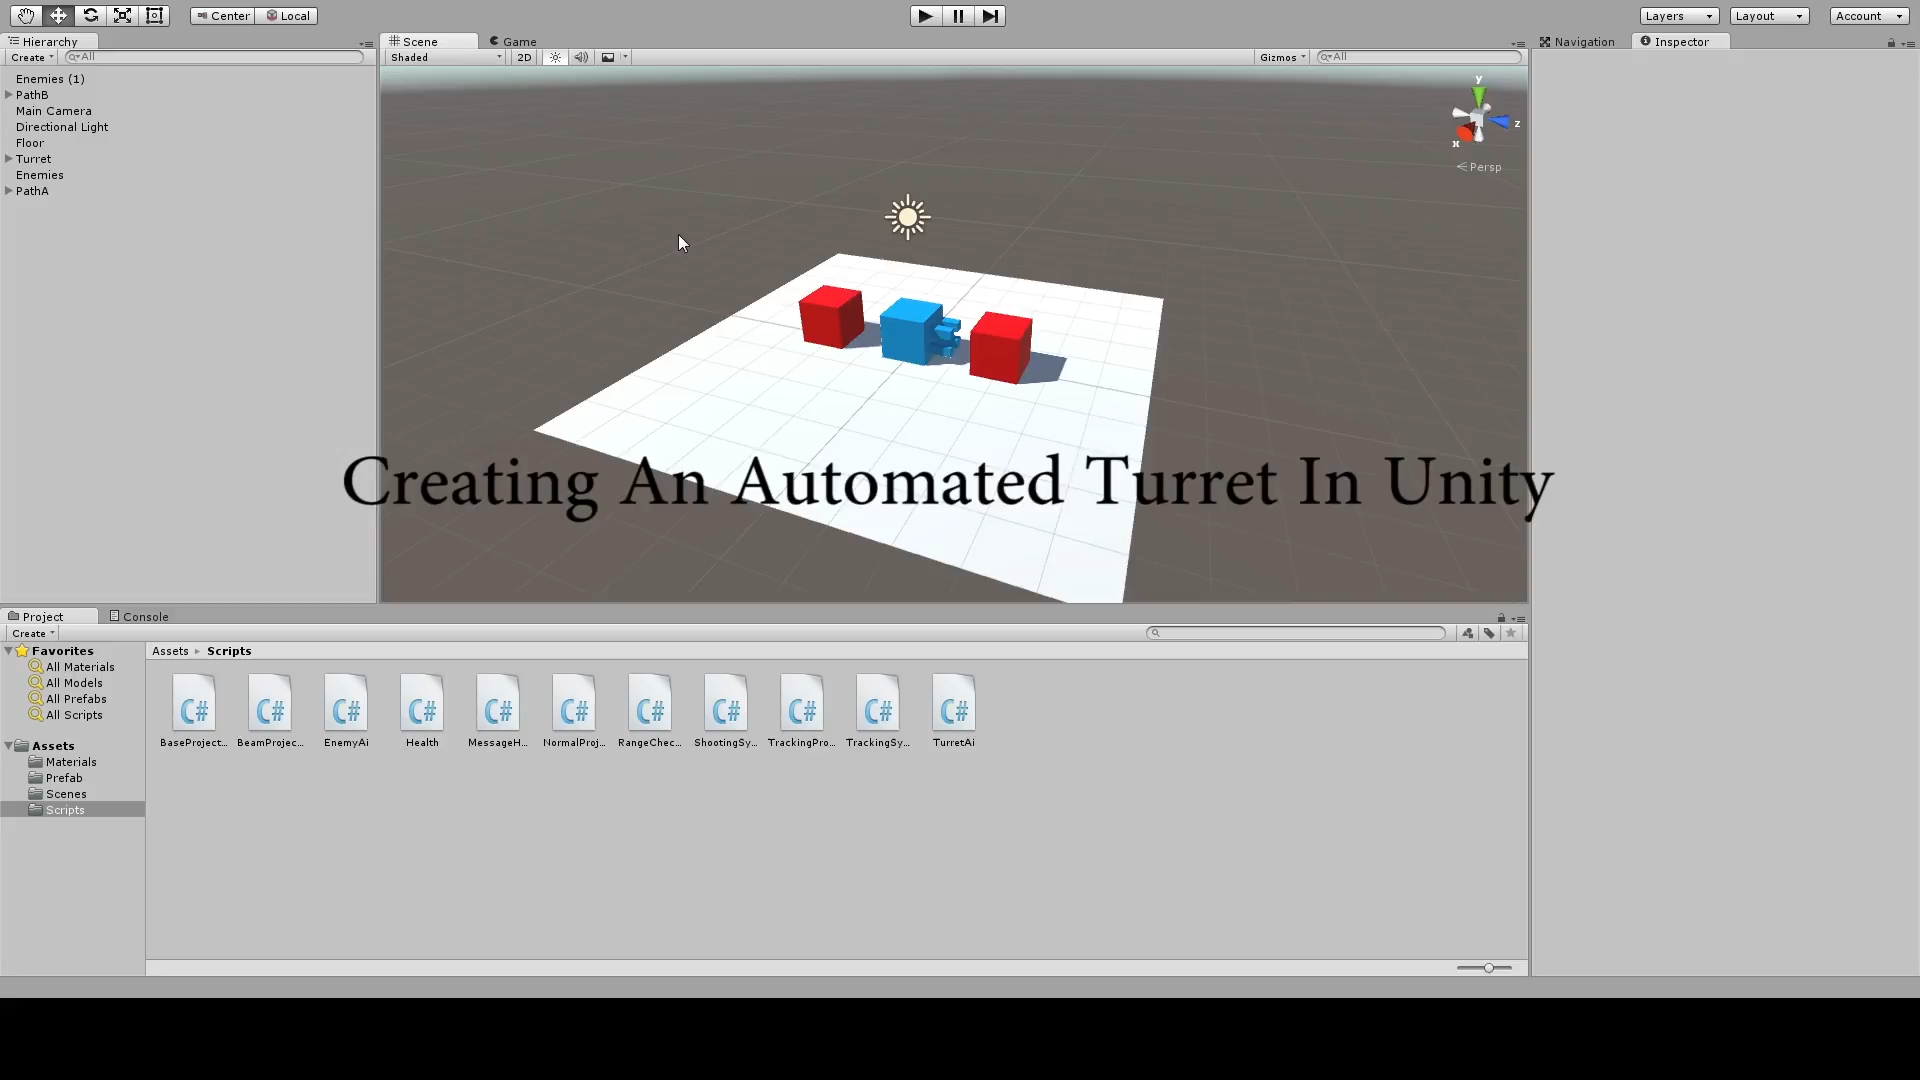 Center
Local
Layers
Layout
Account
Hierarchy
Create
All
Enemies (1)
PathB
Main Camera
Directional Light
Floor
Turret
Enemies
PathA
Scene
Game
Shaded
2D
Gizmos
All
y
z
x
Persp
Navigation
Inspector
Creating An Automated Turret In Unity
Project
Console
Create
Favorites
All Materials
All Models
All Prefabs
All Scripts
Assets
Materials
Prefab
Scenes
Scripts
Assets
Scripts
C# C# C# C# C# C# C# C# C# C# C#
BaseProject... BeamProjec... EnemyAi Health MessageH... NormalProj... RangeChec... ShootingSy... TrackingPro... TrackingSy... TurretAi